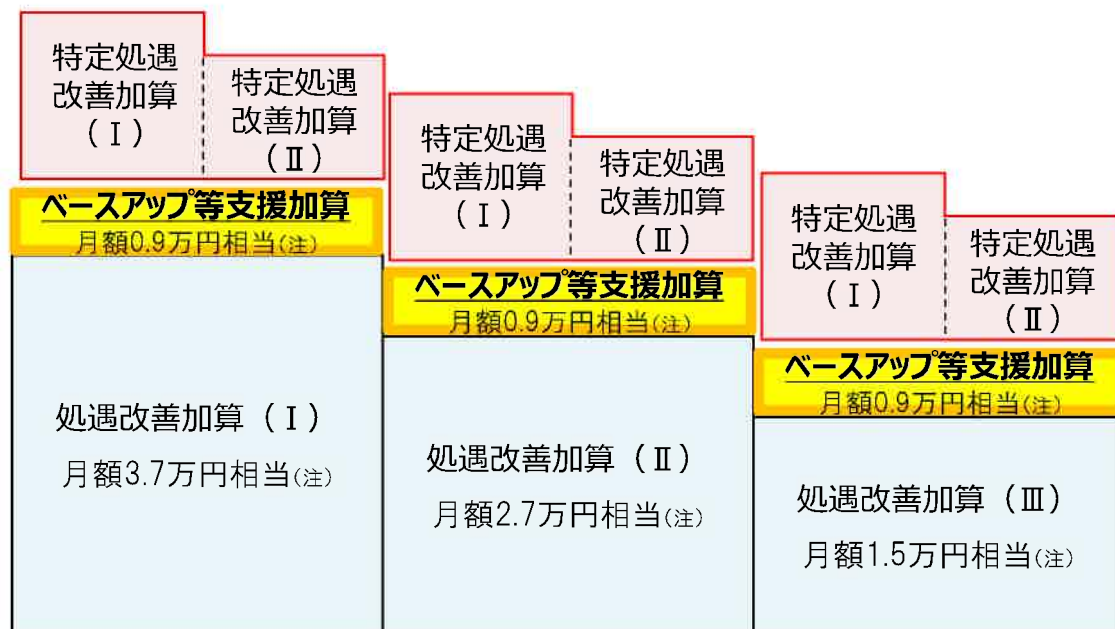 特定処遇
改善加算
（Ⅰ）
特定処遇
改善加算
（Ⅱ）
ベースアップ等支援加算
月額0.9万円相当(注)
処遇改善加算（Ⅰ）
月額3.7万円相当(注)
特定処遇
改善加算
（Ⅰ）
特定処遇
改善加算
（Ⅱ）
ベースアップ等支援加算
月額0.9万円相当(注)
処遇改善加算（Ⅱ）
月額2.7万円相当(注)
特定処遇
改善加算
（Ⅰ）
特定処遇
改善加算
（Ⅱ）
ベースアップ等支援加算
月額0.9万円相当(注)
処遇改善加算（Ⅲ）
月額1.5万円相当(注)